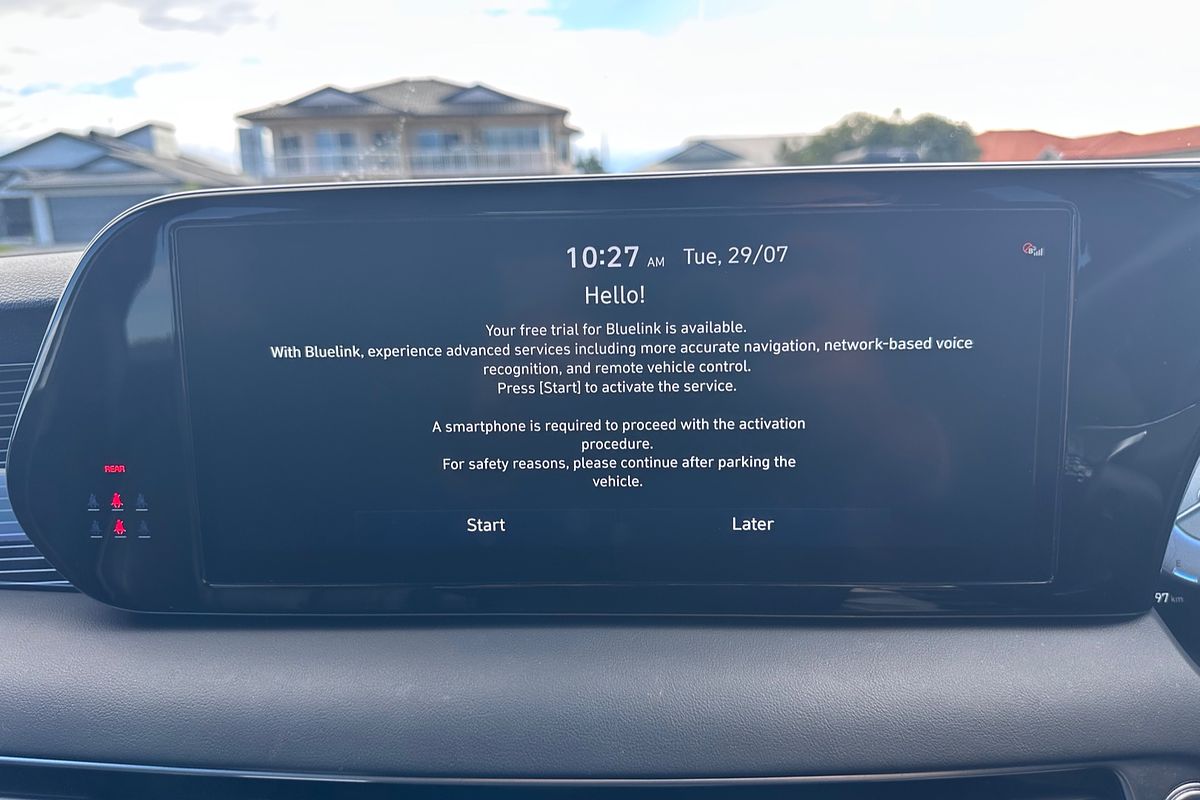 10:27 AM Tue, 29/07
Hello!
Your free trial for Bluelink is available.
With Bluelink, experience advanced services including more accurate navigation, network-based voice
recognition, and remote vehicle control.
Press [Start] to activate the service.
A smartphone is required to proceed with the activation
procedure.
For safety reasons, please continue after parking the
vehicle.
REAR
Start Later
97 km